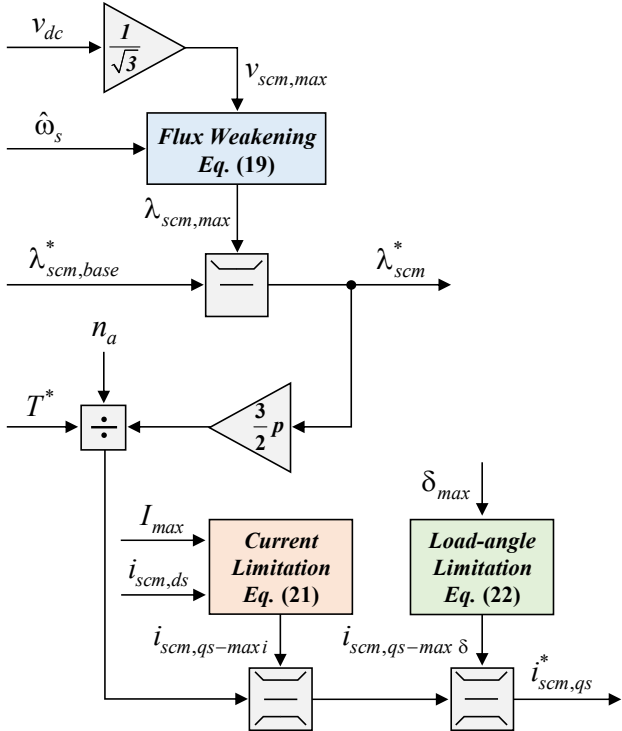 v_dc
1/√3
v_scm,max
ω̂_s
Flux Weakening
Eq. (19)
λ_scm,max
λ*_scm,base
λ*_scm
n_a
T*
÷
3/2 p
δ_max
I_max
i_scm,ds
Current
Limitation
Eq. (21)
Load-angle
Limitation
Eq. (22)
i_scm,qs−max i
i_scm,qs−max δ
i*_scm,qs